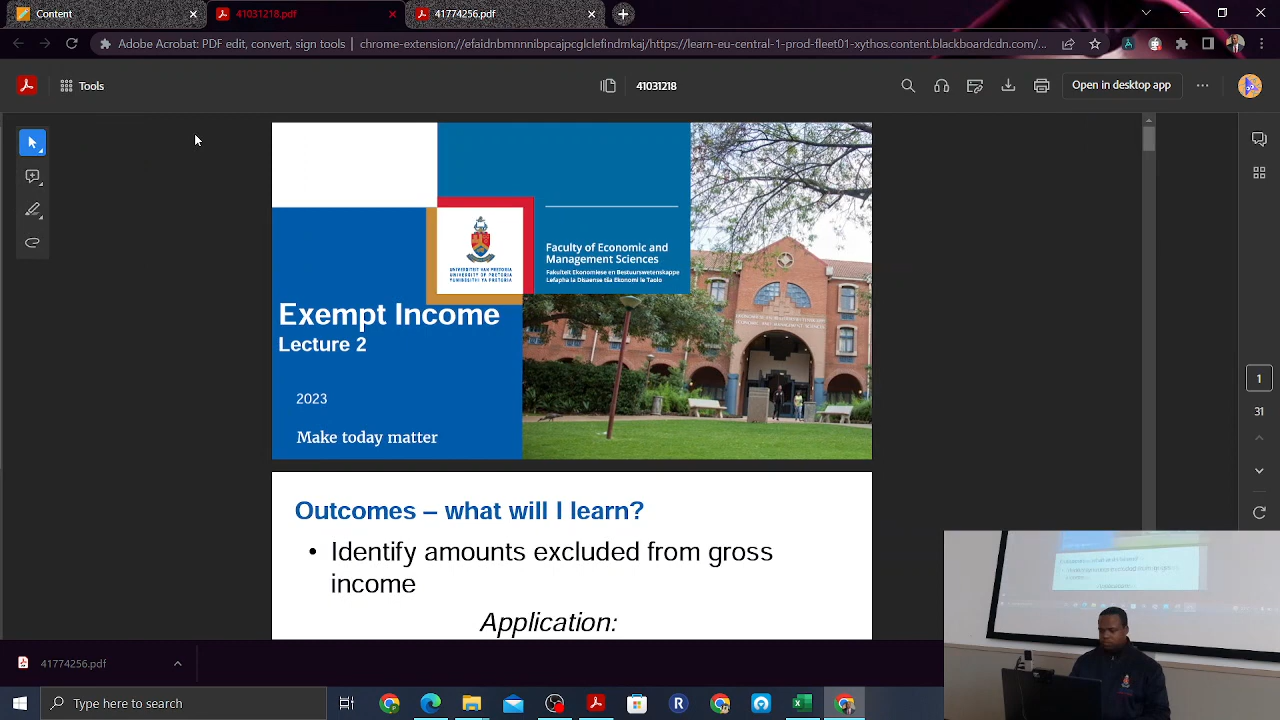 Content
41031218.pdf
41774256.pdf
Adobe Acrobat: PDF edit, convert, sign tools
chrome-extension://efaidnbmnnnibpcajpcglclefindmkaj/https://learn-eu-central-1-prod-fleet01-xythos.content.blackboardcdn.com/...
Tools
41031218
Open in desktop app
Faculty of Economic and
Management Sciences
Fakulteit Ekonomiese en Bestuurswetenskappe
Lefapha la Disaense tša Ekonomi le Taolo
UNIVERSITEIT VAN PRETORIA
UNIVERSITY OF PRETORIA
YUNIBESITHI YA PRETORIA
Exempt Income
Lecture 2
2023
Make today matter
1
31
Outcomes – what will I learn?
• Identify amounts excluded from gross
income
Application:
41774256.pdf
Type here to search